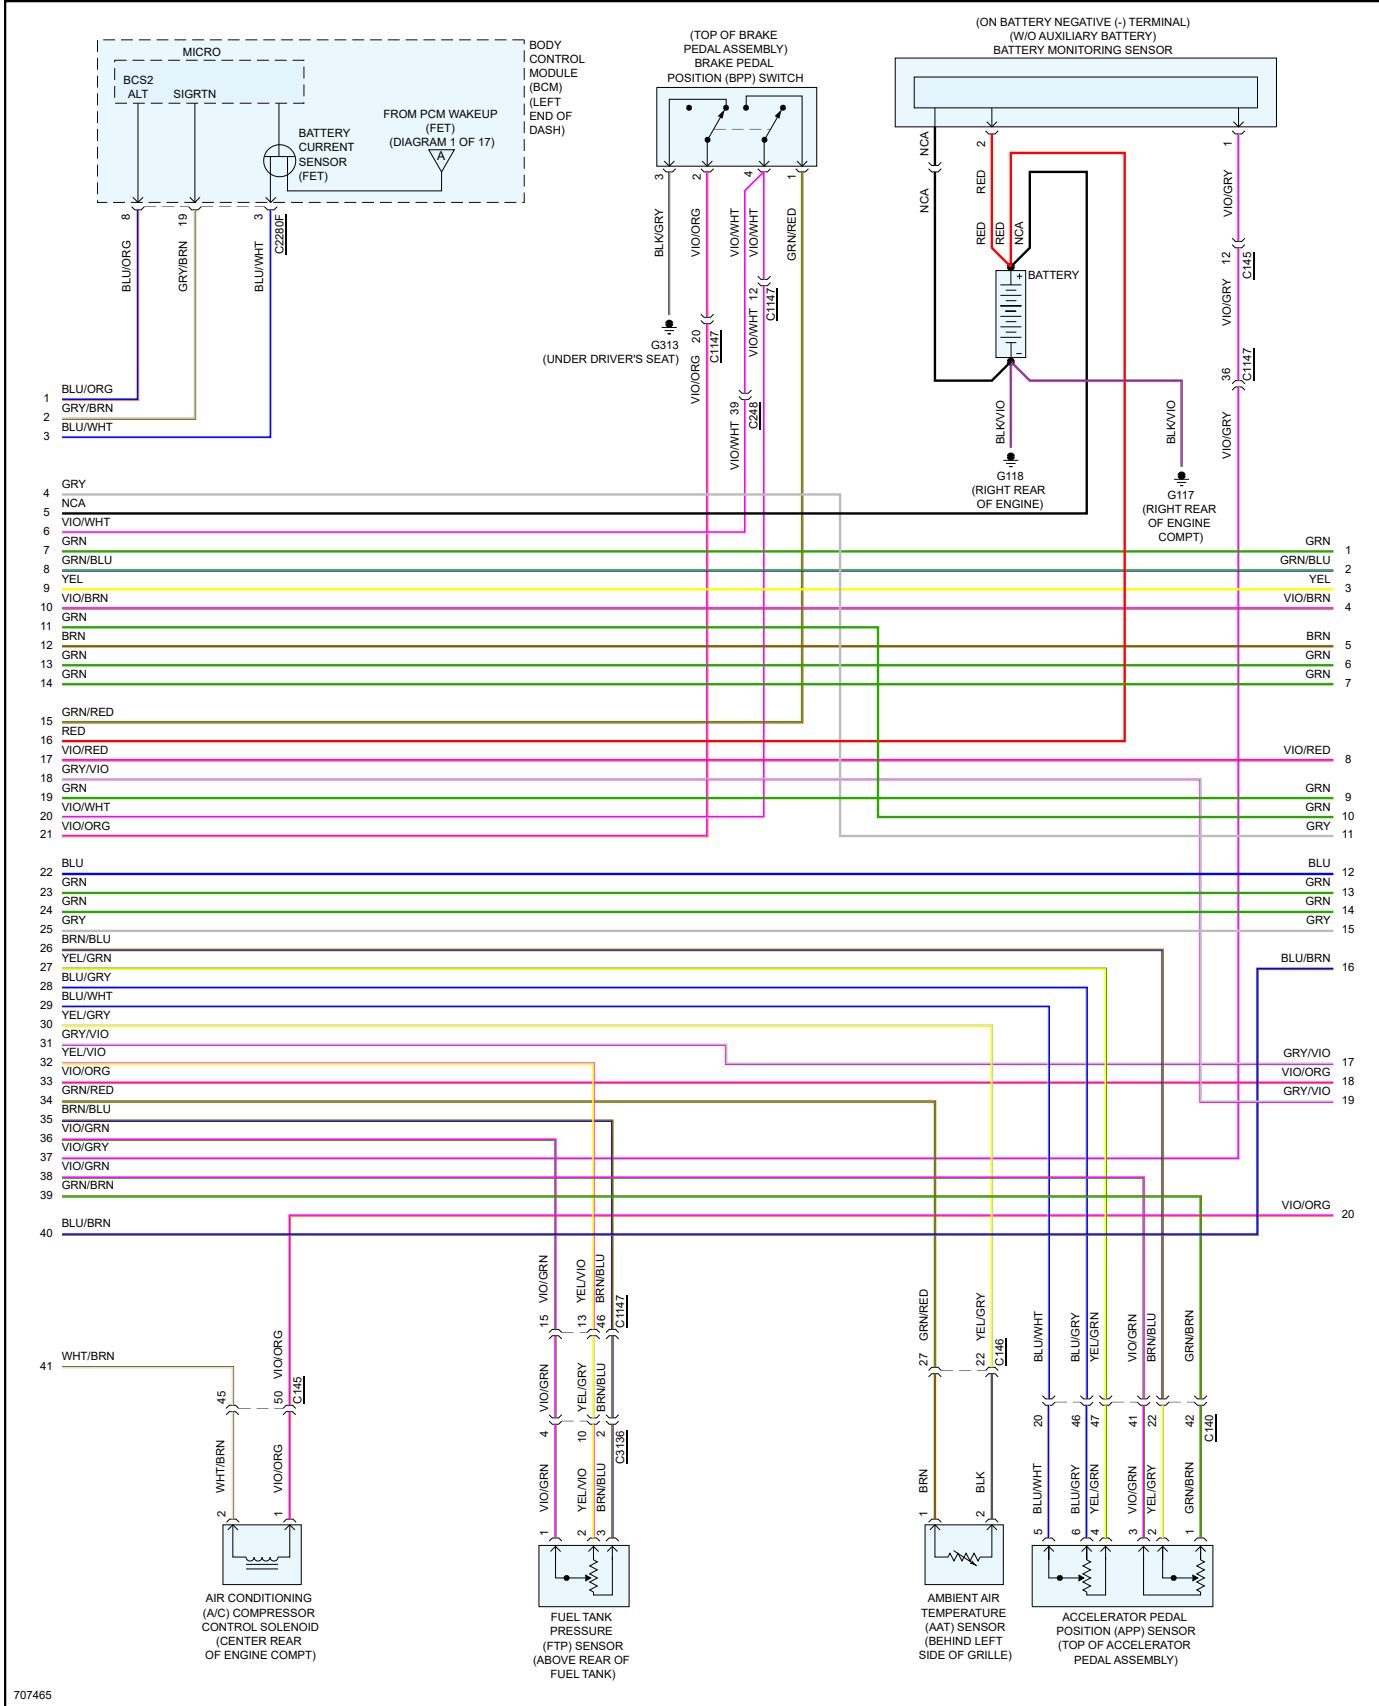 MICRO
BCS2
ALT
SIGRTN
BODY
CONTROL
MODULE
(BCM)
(LEFT
END OF
DASH)
BATTERY
CURRENT
SENSOR
(FET)
FROM PCM WAKEUP
(FET)
(DIAGRAM 1 OF 17)
A
8
19
3
C2280F
BLU/ORG
GRY/BRN
BLU/WHT
(TOP OF BRAKE
PEDAL ASSEMBLY)
BRAKE PEDAL
POSITION (BPP) SWITCH
3
2
4
1
BLK/GRY
VIO/ORG
VIO/WHT
VIO/WHT
GRN/RED
G313
(UNDER DRIVER'S SEAT)
20
C1147
VIO/ORG
12
C1147
VIO/WHT
39
C248
VIO/WHT
(ON BATTERY NEGATIVE (-) TERMINAL)
(W/O AUXILIARY BATTERY)
BATTERY MONITORING SENSOR
NCA
NCA
2
RED
RED
RED
NCA
1
VIO/GRY
12
C145
VIO/GRY
36
C1147
VIO/GRY
+
BATTERY
-
BLK/VIO
BLK/VIO
G118
(RIGHT REAR
OF ENGINE)
G117
(RIGHT REAR
OF ENGINE
COMPT)
1 BLU/ORG
2 GRY/BRN
3 BLU/WHT
4 GRY
5 NCA
6 VIO/WHT
7 GRN GRN 1
8 GRN/BLU GRN/BLU 2
9 YEL YEL 3
10 VIO/BRN VIO/BRN 4
11 GRN
12 BRN BRN 5
13 GRN GRN 6
14 GRN GRN 7
15 GRN/RED
16 RED
17 VIO/RED VIO/RED 8
18 GRY/VIO
19 GRN GRN 9
20 VIO/WHT GRN 10
21 VIO/ORG GRY 11
22 BLU BLU 12
23 GRN GRN 13
24 GRN GRN 14
25 GRY GRY 15
26 BRN/BLU
27 YEL/GRN BLU/BRN 16
28 BLU/GRY
29 BLU/WHT
30 YEL/GRY
31 GRY/VIO
32 YEL/VIO GRY/VIO 17
33 VIO/ORG VIO/ORG 18
34 GRN/RED GRY/VIO 19
35 BRN/BLU
36 VIO/GRN
37 VIO/GRY
38 VIO/GRN
39 GRN/BRN
VIO/ORG 20
40 BLU/BRN
41 WHT/BRN
45
50
VIO/ORG
C145
WHT/BRN
VIO/ORG
2
1
AIR CONDITIONING
(A/C) COMPRESSOR
CONTROL SOLENOID
(CENTER REAR
OF ENGINE COMPT)
VIO/GRN
YEL/VIO
BRN/BLU
15
13
46
C1147
VIO/GRN
YEL/GRY
BRN/BLU
4
10
2
C3136
VIO/GRN
YEL/VIO
BRN/BLU
1
2
3
FUEL TANK
PRESSURE
(FTP) SENSOR
(ABOVE REAR OF
FUEL TANK)
GRN/RED
YEL/GRY
27
22
C146
BRN
BLK
1
2
AMBIENT AIR
TEMPERATURE
(AAT) SENSOR
(BEHIND LEFT
SIDE OF GRILLE)
BLU/WHT
BLU/GRY
YEL/GRN
VIO/GRN
BRN/BLU
GRN/BRN
20
46
47
41
22
42
C140
BLU/WHT
BLU/GRY
YEL/GRN
VIO/GRN
YEL/GRY
GRN/BRN
5
6
4
3
2
1
ACCELERATOR PEDAL
POSITION (APP) SENSOR
(TOP OF ACCELERATOR
PEDAL ASSEMBLY)
707465